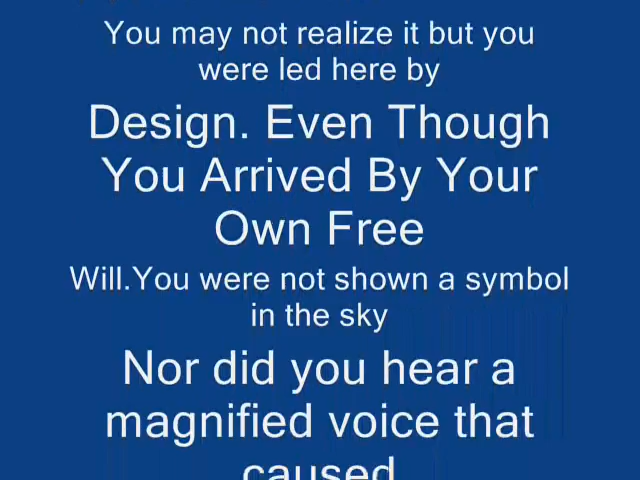 You may not realize it but you
were led here by
Design. Even Though
You Arrived By Your
Own Free
Will.You were not shown a symbol
in the sky
Nor did you hear a
magnified voice that
caused